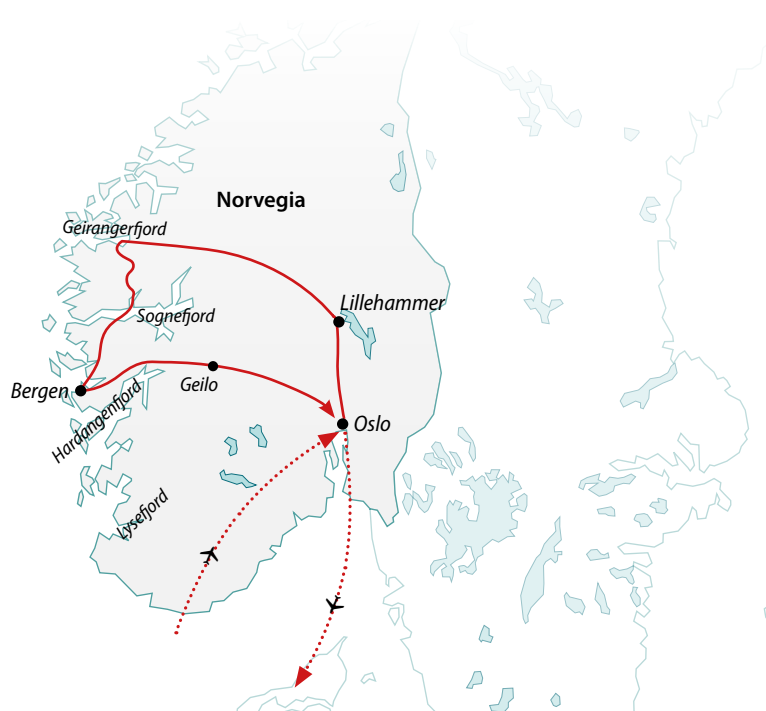 Norvegia
Geirangerfjord
Lillehammer
Sognefjord
Geilo
Bergen
Hardangenfjord
Oslo
Lysefjord